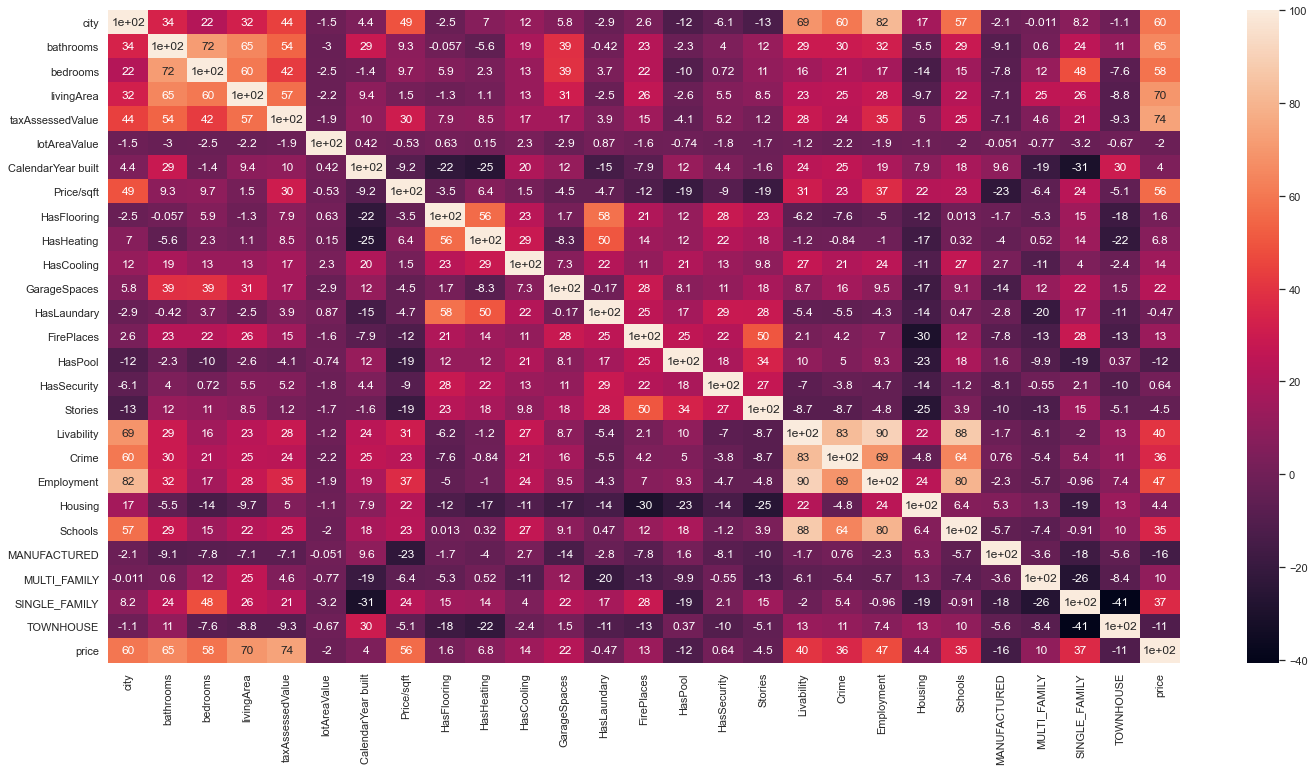 city 1e+02 34 22 32 44 -1.5 4.4 49 -2.5 7 12 5.8 -2.9 2.6 -12 -6.1 -13 69 60 82 17 57 -2.1 -0.011 8.2 -1.1 60
bathrooms 34 1e+02 72 65 54 -3 29 9.3 -0.057 -5.6 19 39 -0.42 23 -2.3 4 12 29 30 32 -5.5 29 -9.1 0.6 24 11 65
bedrooms 22 72 1e+02 60 42 -2.5 -1.4 9.7 5.9 2.3 13 39 3.7 22 -10 0.72 11 16 21 17 -14 15 -7.8 12 48 -7.6 58
livingArea 32 65 60 1e+02 57 -2.2 9.4 1.5 -1.3 1.1 13 31 -2.5 26 -2.6 5.5 8.5 23 25 28 -9.7 22 -7.1 25 26 -8.8 70
taxAssessedValue 44 54 42 57 1e+02 -1.9 10 30 7.9 8.5 17 17 3.9 15 -4.1 5.2 1.2 28 24 35 5 25 -7.1 4.6 21 -9.3 74
lotAreaValue -1.5 -3 -2.5 -2.2 -1.9 1e+02 0.42 -0.53 0.63 0.15 2.3 -2.9 0.87 -1.6 -0.74 -1.8 -1.7 -1.2 -2.2 -1.9 -1.1 -2 -0.051 -0.77 -3.2 -0.67 -2
CalendarYear built 4.4 29 -1.4 9.4 10 0.42 1e+02 -9.2 -22 -25 20 12 -15 -7.9 12 4.4 -1.6 24 25 19 7.9 18 9.6 -19 -31 30 4
Price/sqft 49 9.3 9.7 1.5 30 -0.53 -9.2 1e+02 -3.5 6.4 1.5 -4.5 -4.7 -12 -19 -9 -19 31 23 37 22 23 -23 -6.4 24 -5.1 56
HasFlooring -2.5 -0.057 5.9 -1.3 7.9 0.63 -22 -3.5 1e+02 56 23 1.7 58 21 12 28 23 -6.2 -7.6 -5 -12 0.013 -1.7 -5.3 15 -18 1.6
HasHeating 7 -5.6 2.3 1.1 8.5 0.15 -25 6.4 56 1e+02 29 -8.3 50 14 12 22 18 -1.2 -0.84 -1 -17 0.32 -4 0.52 14 -22 6.8
HasCooling 12 19 13 13 17 2.3 20 1.5 23 29 1e+02 7.3 22 11 21 13 9.8 27 21 24 -11 27 2.7 -11 4 -2.4 14
GarageSpaces 5.8 39 39 31 17 -2.9 12 -4.5 1.7 -8.3 7.3 1e+02 -0.17 28 8.1 11 18 8.7 16 9.5 -17 9.1 -14 12 22 1.5 22
HasLaundary -2.9 -0.42 3.7 -2.5 3.9 0.87 -15 -4.7 58 50 22 -0.17 1e+02 25 17 29 28 -5.4 -5.5 -4.3 -14 0.47 -2.8 -20 17 -11 -0.47
FirePlaces 2.6 23 22 26 15 -1.6 -7.9 -12 21 14 11 28 25 1e+02 25 22 50 2.1 4.2 7 -30 12 -7.8 -13 28 -13 13
HasPool -12 -2.3 -10 -2.6 -4.1 -0.74 12 -19 12 12 21 8.1 17 25 1e+02 18 34 10 5 9.3 -23 18 1.6 -9.9 -19 0.37 -12
HasSecurity -6.1 4 0.72 5.5 5.2 -1.8 4.4 -9 28 22 13 11 29 22 18 1e+02 27 -7 -3.8 -4.7 -14 -1.2 -8.1 -0.55 2.1 -10 0.64
Stories -13 12 11 8.5 1.2 -1.7 -1.6 -19 23 18 9.8 18 28 50 34 27 1e+02 -8.7 -8.7 -4.8 -25 3.9 -10 -13 15 -5.1 -4.5
Livability 69 29 16 23 28 -1.2 24 31 -6.2 -1.2 27 8.7 -5.4 2.1 10 -7 -8.7 1e+02 83 90 22 88 -1.7 -6.1 -2 13 40
Crime 60 30 21 25 24 -2.2 25 23 -7.6 -0.84 21 16 -5.5 4.2 5 -3.8 -8.7 83 1e+02 69 -4.8 64 0.76 -5.4 5.4 11 36
Employment 82 32 17 28 35 -1.9 19 37 -5 -1 24 9.5 -4.3 7 9.3 -4.7 -4.8 90 69 1e+02 24 80 -2.3 -5.7 -0.96 7.4 47
Housing 17 -5.5 -14 -9.7 5 -1.1 7.9 22 -12 -17 -11 -17 -14 -30 -23 -14 -25 22 -4.8 24 1e+02 6.4 5.3 1.3 -19 13 4.4
Schools 57 29 15 22 25 -2 18 23 0.013 0.32 27 9.1 0.47 12 18 -1.2 3.9 88 64 80 6.4 1e+02 -5.7 -7.4 -0.91 10 35
MANUFACTURED -2.1 -9.1 -7.8 -7.1 -7.1 -0.051 9.6 -23 -1.7 -4 2.7 -14 -2.8 -7.8 1.6 -8.1 -10 -1.7 0.76 -2.3 5.3 -5.7 1e+02 -3.6 -18 -5.6 -16
MULTI_FAMILY -0.011 0.6 12 25 4.6 -0.77 -19 -6.4 -5.3 0.52 -11 12 -20 -13 -9.9 -0.55 -13 -6.1 -5.4 -5.7 1.3 -7.4 -3.6 1e+02 -26 -8.4 10
SINGLE_FAMILY 8.2 24 48 26 21 -3.2 -31 24 15 14 4 22 17 28 -19 2.1 15 -2 5.4 -0.96 -19 -0.91 -18 -26 1e+02 -41 37
TOWNHOUSE -1.1 11 -7.6 -8.8 -9.3 -0.67 30 -5.1 -18 -22 -2.4 1.5 -11 -13 0.37 -10 -5.1 13 11 7.4 13 10 -5.6 -8.4 -41 1e+02 -11
price 60 65 58 70 74 -2 4 56 1.6 6.8 14 22 -0.47 13 -12 0.64 -4.5 40 36 47 4.4 35 -16 10 37 -11 1e+02
city
bathrooms
bedrooms
livingArea
taxAssessedValue
lotAreaValue
CalendarYear built
Price/sqft
HasFlooring
HasHeating
HasCooling
GarageSpaces
HasLaundary
FirePlaces
HasPool
HasSecurity
Stories
Livability
Crime
Employment
Housing
Schools
MANUFACTURED
MULTI_FAMILY
SINGLE_FAMILY
TOWNHOUSE
price
100
80
60
40
20
0
−20
−40